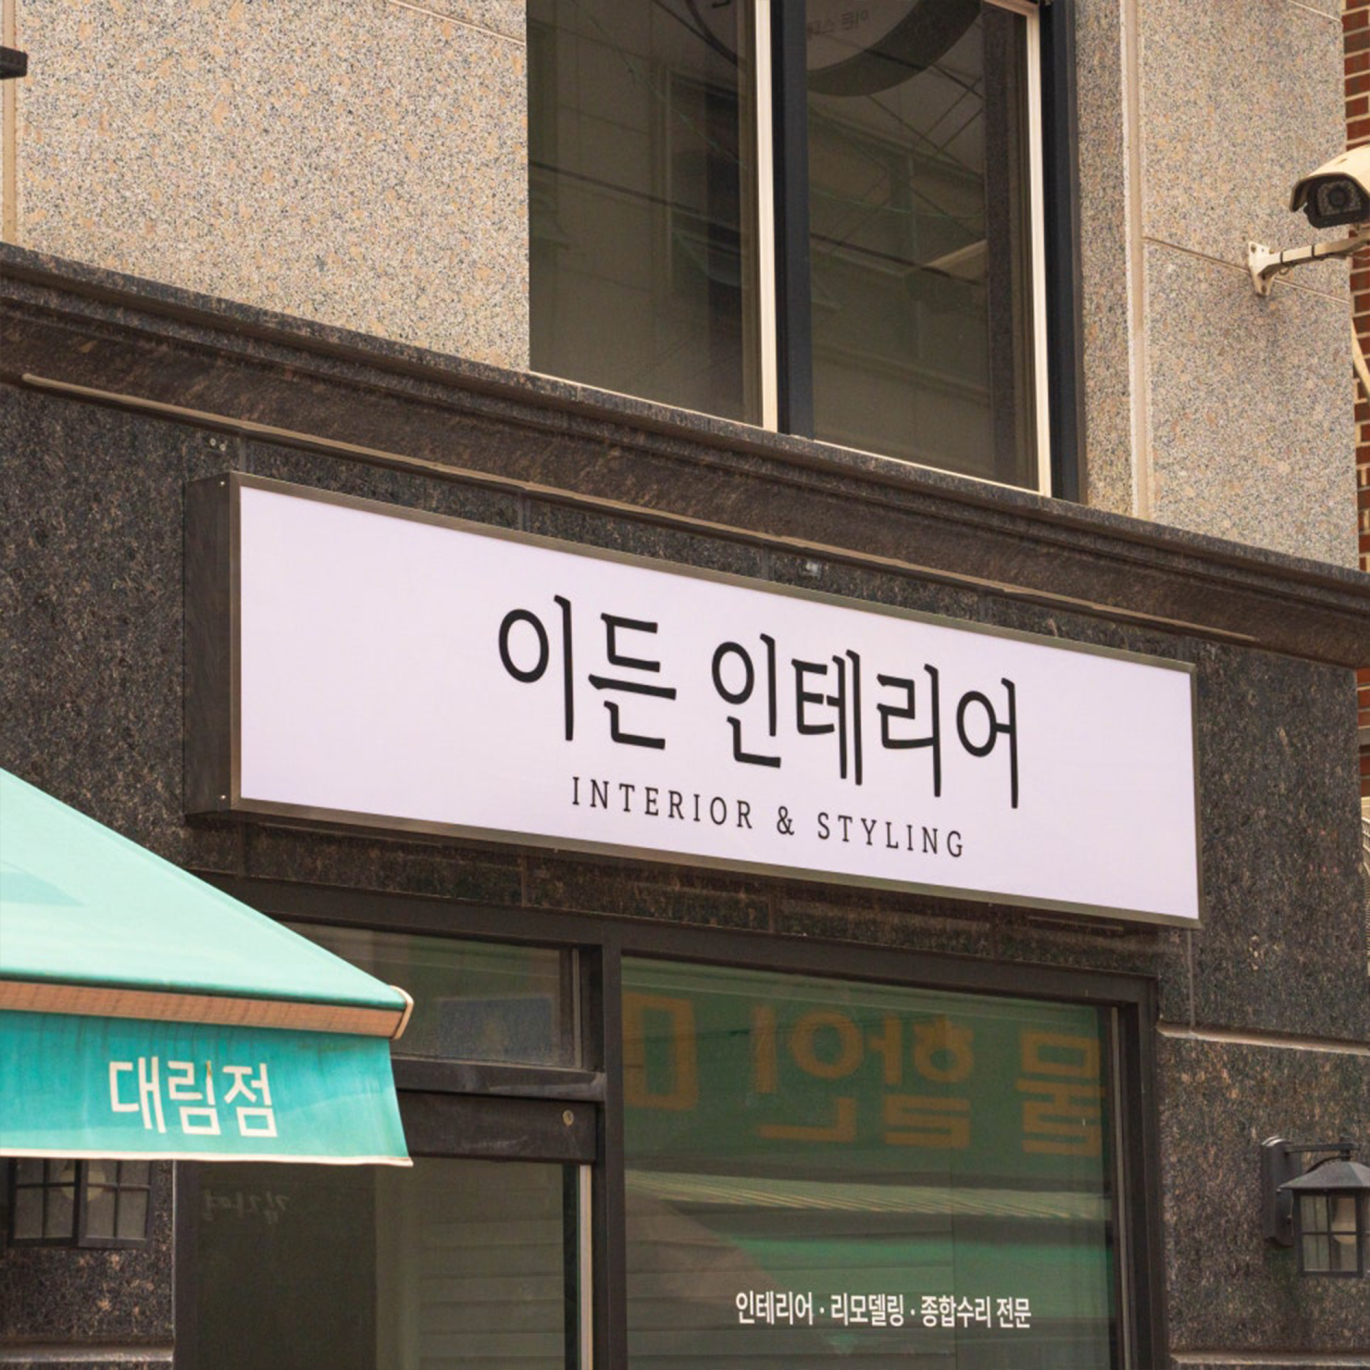 이든 인테리어
INTERIOR & STYLING
대림점
인테리어 · 리모델링 · 종합수리 전문